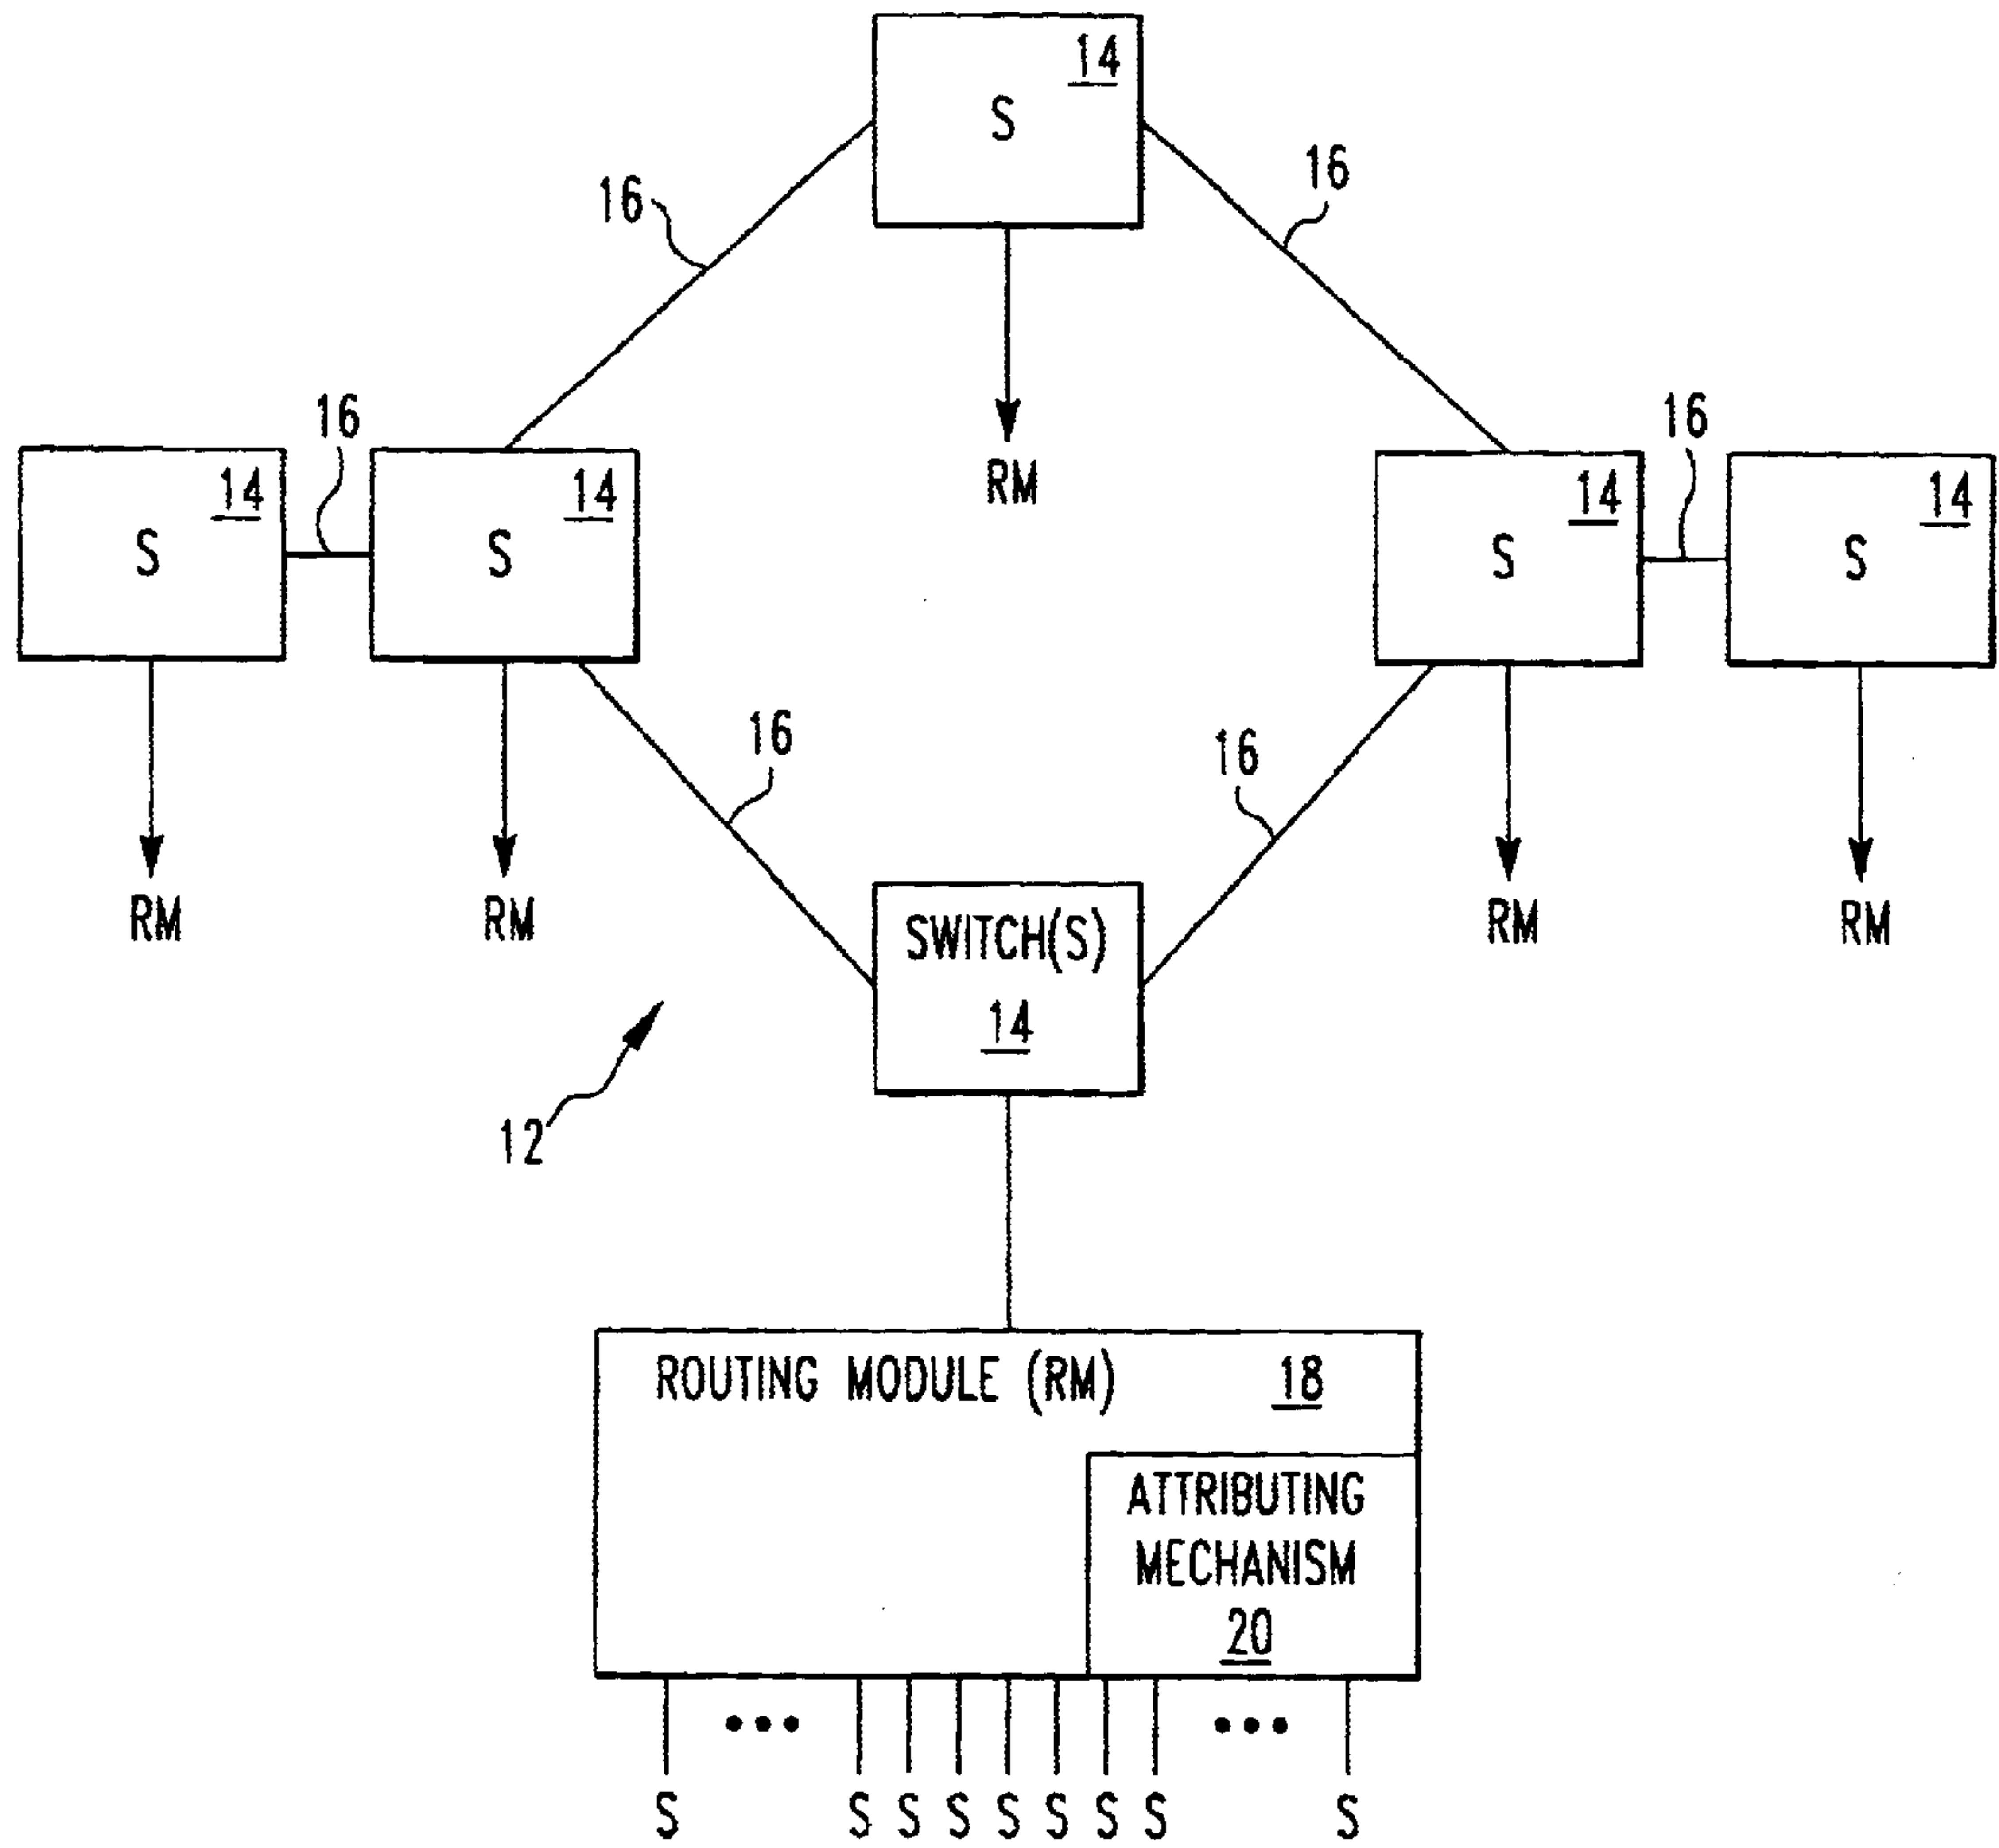 14
S
16
16
RM
16
16
14
S
14
S
14
S
14
S
16
16
RM
RM
RM
RM
SWITCH(S)
14
12
ROUTING MODULE (RM) 18
ATTRIBUTING
MECHANISM
20
••• •••
S S S S S S S S S